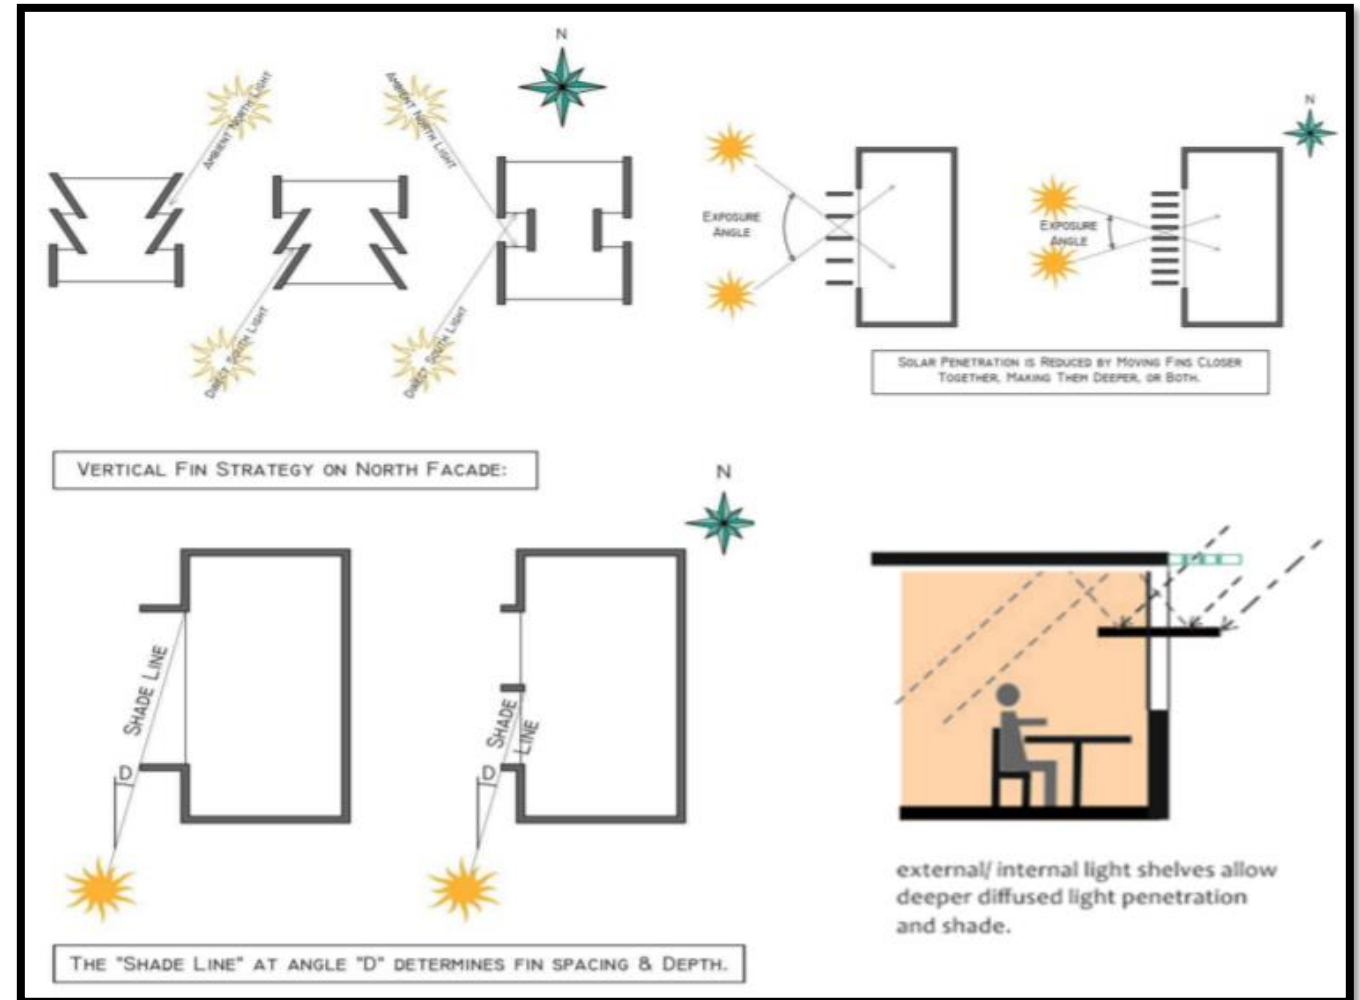 N
AMBIENT NORTH LIGHT
AMBIENT NORTH LIGHT
DIRECT SOUTH LIGHT
DIRECT SOUTH LIGHT
N
EXPOSURE
ANGLE
EXPOSURE
ANGLE
SOLAR PENETRATION IS REDUCED BY MOVING FINS CLOSER
TOGETHER, MAKING THEM DEEPER, OR BOTH.
VERTICAL FIN STRATEGY ON NORTH FACADE:
N
SHADE LINE
D
SHADE
LINE
D
THE "SHADE LINE" AT ANGLE "D" DETERMINES FIN SPACING & DEPTH.
external/ internal light shelves allow
deeper diffused light penetration
and shade.